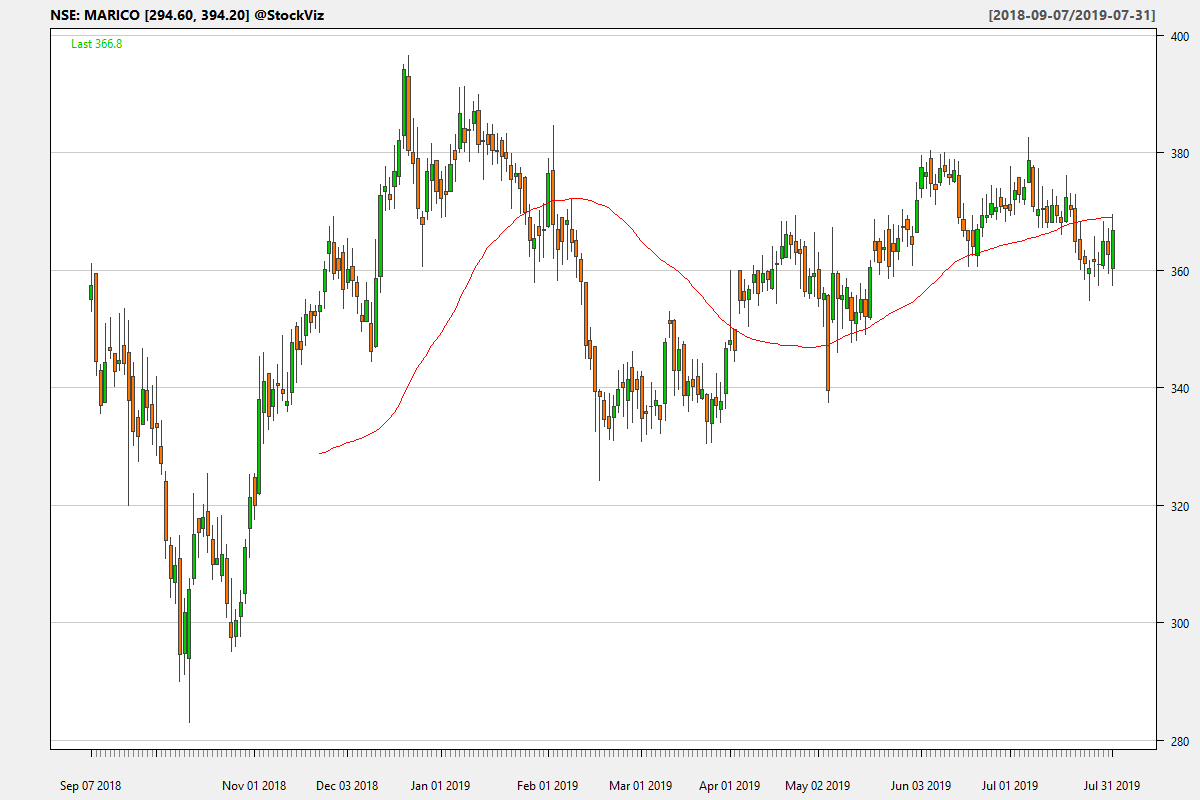 NSE: MARICO [294.60, 394.20] @StockViz [2018-09-07/2019-07-31]
Last 366.8
400
380
360
340
320
300
280
Sep 07 2018 Nov 01 2018 Dec 03 2018 Jan 01 2019 Feb 01 2019 Mar 01 2019 Apr 01 2019 May 02 2019 Jun 03 2019 Jul 01 2019 Jul 31 2019